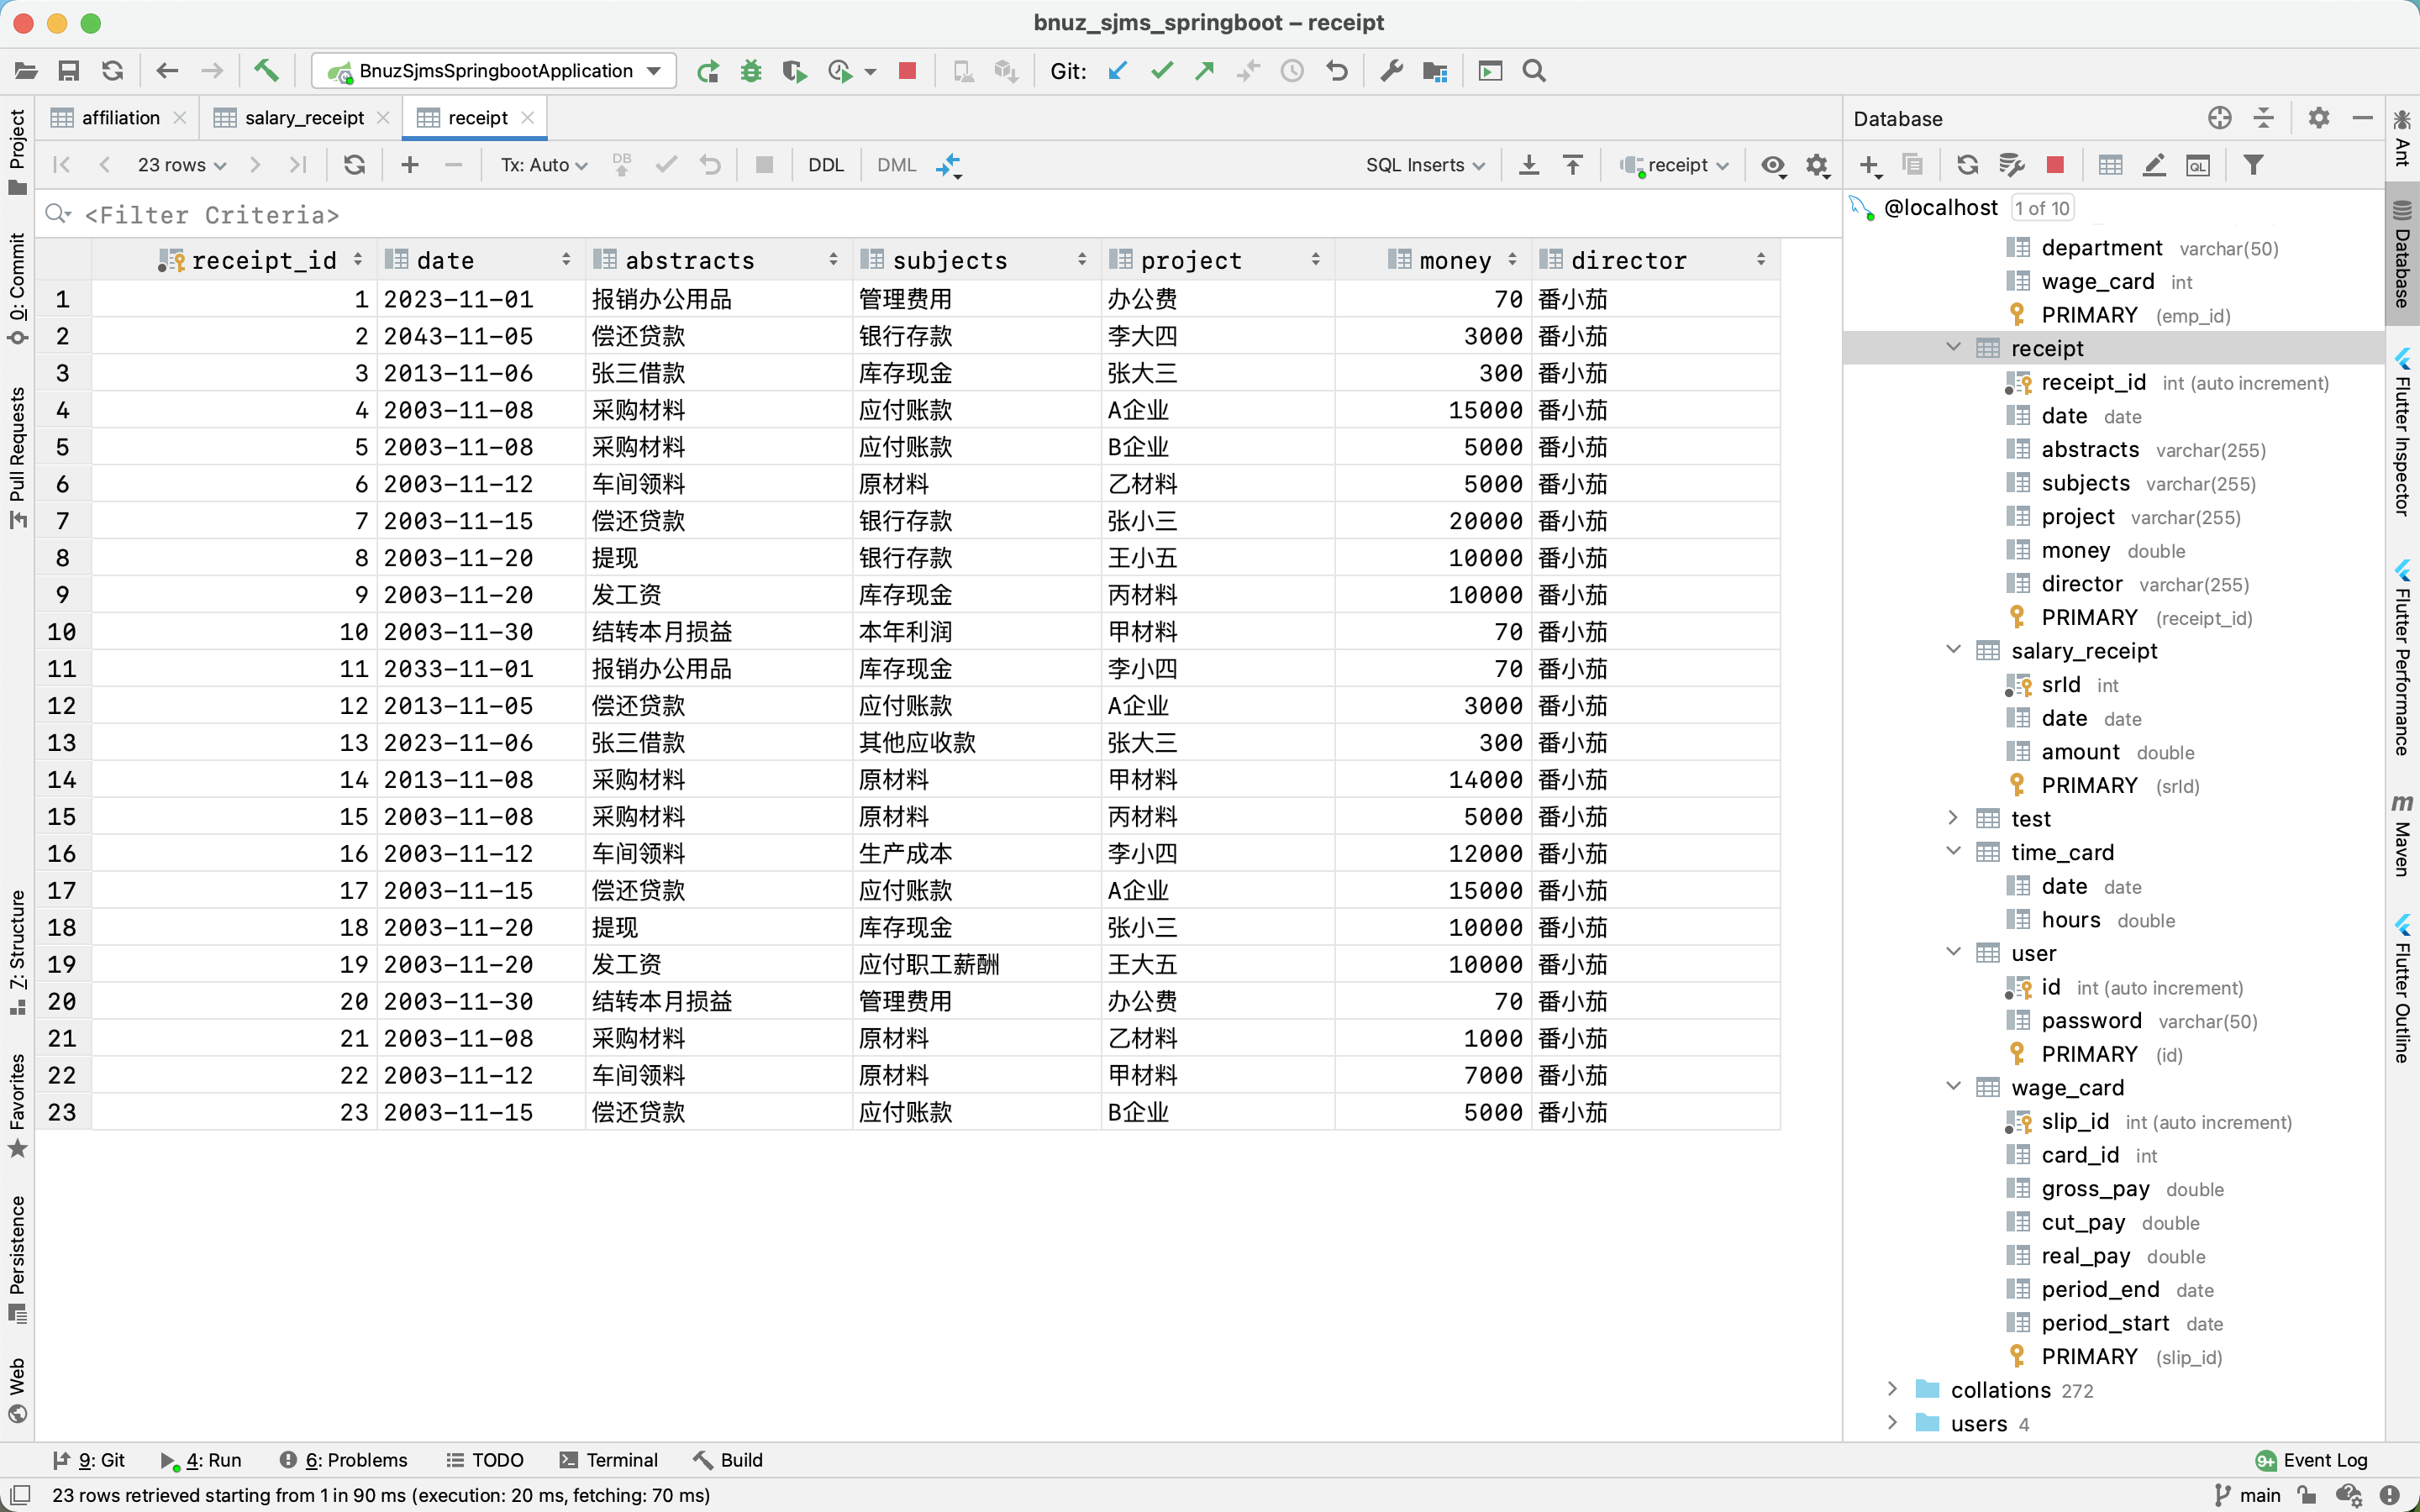 bnuz_sjms_springboot – receipt
BnuzSjmsSpringbootApplication Git:
affiliation salary_receipt receipt
23 rows Tx: Auto DB DDL DML SQL Inserts receipt
<Filter Criteria>
receipt_id date abstracts subjects project money director
1 1 2023-11-01 报销办公用品 管理费用 办公费 70 番小茄
2 2 2043-11-05 偿还贷款 银行存款 李大四 3000 番小茄
3 3 2013-11-06 张三借款 库存现金 张大三 300 番小茄
4 4 2003-11-08 采购材料 应付账款 A企业 15000 番小茄
5 5 2003-11-08 采购材料 应付账款 B企业 5000 番小茄
6 6 2003-11-12 车间领料 原材料 乙材料 5000 番小茄
7 7 2003-11-15 偿还贷款 银行存款 张小三 20000 番小茄
8 8 2003-11-20 提现 银行存款 王小五 10000 番小茄
9 9 2003-11-20 发工资 库存现金 丙材料 10000 番小茄
10 10 2003-11-30 结转本月损益 本年利润 甲材料 70 番小茄
11 11 2033-11-01 报销办公用品 库存现金 李小四 70 番小茄
12 12 2013-11-05 偿还贷款 应付账款 A企业 3000 番小茄
13 13 2023-11-06 张三借款 其他应收款 张大三 300 番小茄
14 14 2013-11-08 采购材料 原材料 甲材料 14000 番小茄
15 15 2003-11-08 采购材料 原材料 丙材料 5000 番小茄
16 16 2003-11-12 车间领料 生产成本 李小四 12000 番小茄
17 17 2003-11-15 偿还贷款 应付账款 A企业 15000 番小茄
18 18 2003-11-20 提现 库存现金 张小三 10000 番小茄
19 19 2003-11-20 发工资 应付职工薪酬 王大五 10000 番小茄
20 20 2003-11-30 结转本月损益 管理费用 办公费 70 番小茄
21 21 2003-11-08 采购材料 原材料 乙材料 1000 番小茄
22 22 2003-11-12 车间领料 原材料 甲材料 7000 番小茄
23 23 2003-11-15 偿还贷款 应付账款 B企业 5000 番小茄
Database
QL
@localhost 1 of 10
department varchar(50)
wage_card int
PRIMARY (emp_id)
receipt
receipt_id int (auto increment)
date date
abstracts varchar(255)
subjects varchar(255)
project varchar(255)
money double
director varchar(255)
PRIMARY (receipt_id)
salary_receipt
srId int
date date
amount double
PRIMARY (srId)
test
time_card
date date
hours double
user
id int (auto increment)
password varchar(50)
PRIMARY (id)
wage_card
slip_id int (auto increment)
card_id int
gross_pay double
cut_pay double
real_pay double
period_end date
period_start date
PRIMARY (slip_id)
collations 272
users 4
Project
0: Commit
Pull Requests
7: Structure
Favorites
Persistence
Web
Ant
Database
Flutter Inspector
Flutter Performance
m Maven
Flutter Outline
9: Git 4: Run 6: Problems TODO Terminal Build 9+ Event Log
23 rows retrieved starting from 1 in 90 ms (execution: 20 ms, fetching: 70 ms) main